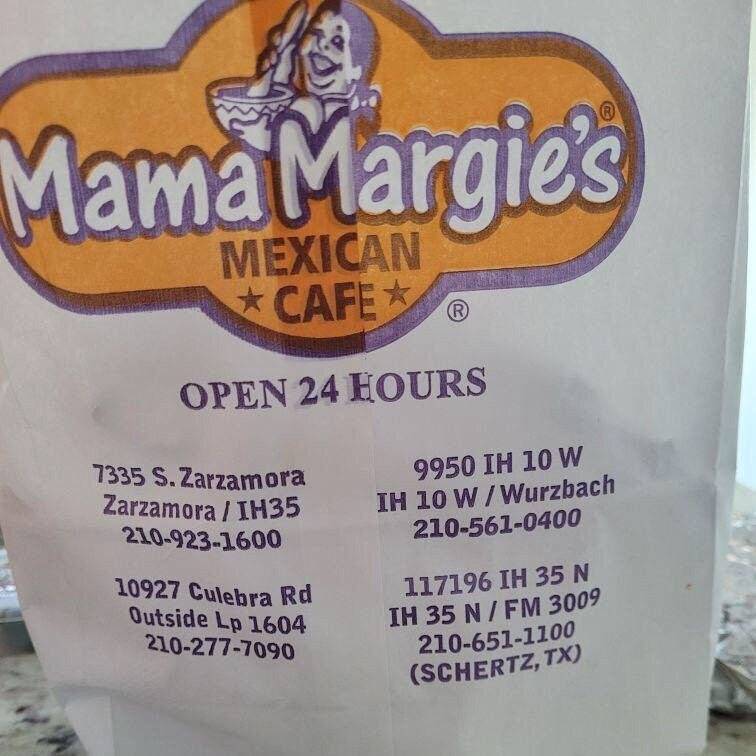 Mama Margie's®
MEXICAN
★ CAFE ★ ®
OPEN 24 HOURS
7335 S. Zarzamora
Zarzamora / IH35
210-923-1600
9950 IH 10 W
IH 10 W / Wurzbach
210-561-0400
10927 Culebra Rd
Outside Lp 1604
210-277-7090
117196 IH 35 N
IH 35 N / FM 3009
210-651-1100
(SCHERTZ, TX)